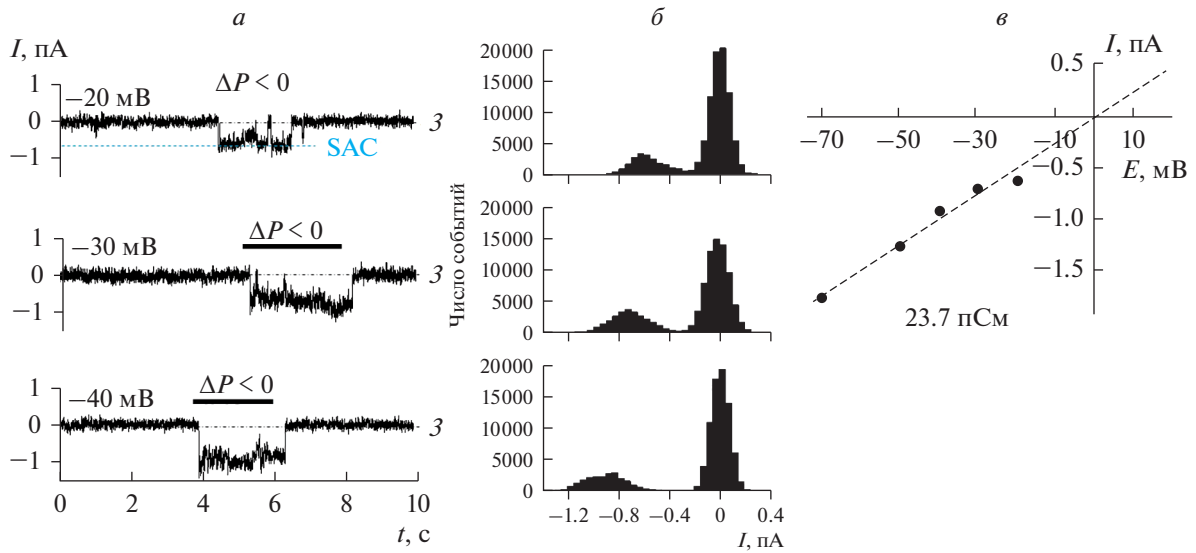 а
I, пА
1
0
−1
−20 мВ
ΔP < 0
З
SAC
1
0
−1
−30 мВ
ΔP < 0
З
1
0
−1
−40 мВ
ΔP < 0
З
0 2 4 6 8 10
t, с
б
Число событий
20000
15000
10000
5000
0
20000
15000
10000
5000
0
20000
15000
10000
5000
0
−1.2 −0.8 −0.4 0 0.4
I, пА
в
I, пА
0.5
−70 −50 −30 −10 10
−0.5
E, мВ
−1.0
−1.5
23.7 пСм